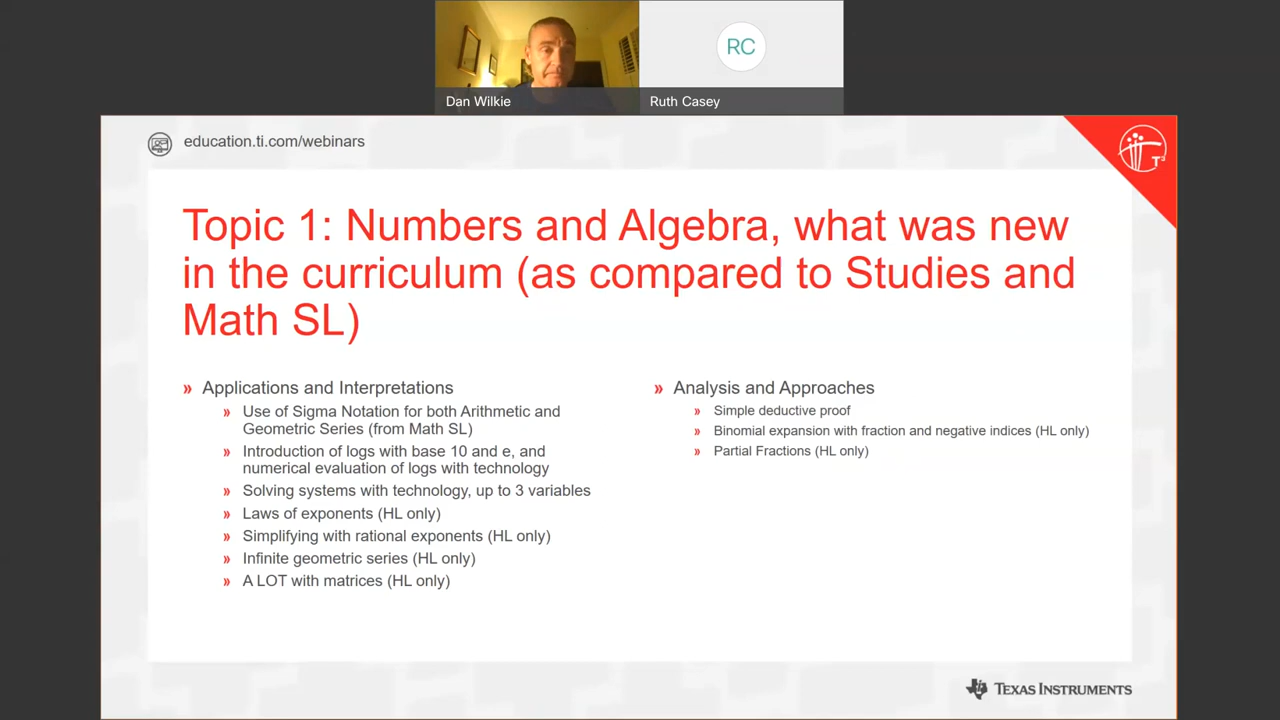 RC
Dan Wilkie
Ruth Casey
education.ti.com/webinars
T³
Topic 1: Numbers and Algebra, what was new
in the curriculum (as compared to Studies and
Math SL)
» Applications and Interpretations
» Use of Sigma Notation for both Arithmetic and
Geometric Series (from Math SL)
» Introduction of logs with base 10 and e, and
numerical evaluation of logs with technology
» Solving systems with technology, up to 3 variables
» Laws of exponents (HL only)
» Simplifying with rational exponents (HL only)
» Infinite geometric series (HL only)
» A LOT with matrices (HL only)
» Analysis and Approaches
» Simple deductive proof
» Binomial expansion with fraction and negative indices (HL only)
» Partial Fractions (HL only)
TEXAS INSTRUMENTS